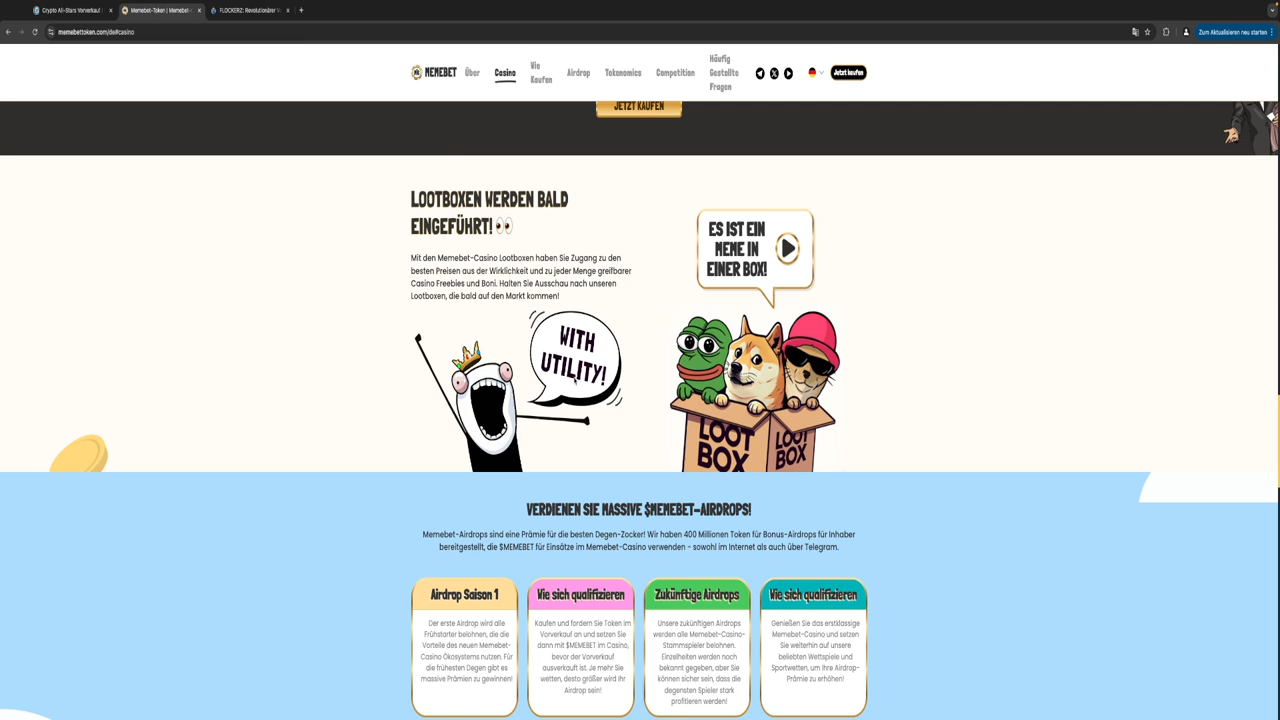 Crypto All-Stars Vorverkauf |
Memebet-Token | Memebet -
FLOCKERZ: Revolutionärer V
memebettoken.com/de#casino
Zum Aktualisieren neu starten
MEMEBET
Über
Casino
Wie
Kaufen
Airdrop
Tokenomics
Competition
Häufig
Gestellte
Fragen
Jetzt kaufen
JETZT KAUFEN
LOOTBOXEN WERDEN BALD
EINGEFÜHRT! 👀
Mit den Memebet-Casino Lootboxen haben Sie Zugang zu den
besten Preisen aus der Wirklichkeit und zu jeder Menge greifbarer
Casino Freebies und Boni. Halten Sie Ausschau nach unseren
Lootboxen, die bald auf den Markt kommen!
WITH
UTILITY!
ES IST EIN
MEME IN
EINER BOX!
LOOT
BOX
LOOT
BOX
VERDIENEN SIE MASSIVE $MEMEBET-AIRDROPS!
Memebet-Airdrops sind eine Prämie für die besten Degen-Zocker! Wir haben 400 Millionen Token für Bonus-Airdrops für Inhaber
bereitgestellt, die $MEMEBET für Einsätze im Memebet-Casino verwenden - sowohl im Internet als auch über Telegram.
Airdrop Saison 1
Der erste Airdrop wird alle
Frühstarter belohnen, die die
Vorteile des neuen Memebet-
Casino Ökosystems nutzen. Für
die frühesten Degen gibt es
massive Prämien zu gewinnen!
Wie sich qualifizieren
Kaufen und fordern Sie Token im
Vorverkauf an und setzen Sie
dann mit $MEMEBET im Casino,
bevor der Vorverkauf
ausverkauft ist. Je mehr Sie
wetten, desto größer wird Ihr
Airdrop sein!
Zukünftige Airdrops
Unsere zukünftigen Airdrops
werden alle Memebet-Casino-
Stammspieler belohnen.
Einzelheiten werden noch
bekannt gegeben, aber Sie
können sicher sein, dass die
degensten Spieler stark
profitieren werden!
Wie sich qualifizieren
Genießen Sie das erstklassige
Memebet-Casino und setzen
Sie weiterhin auf unsere
beliebten Wettspiele und
Sportwetten, um Ihre Airdrop-
Prämie zu erhöhen!